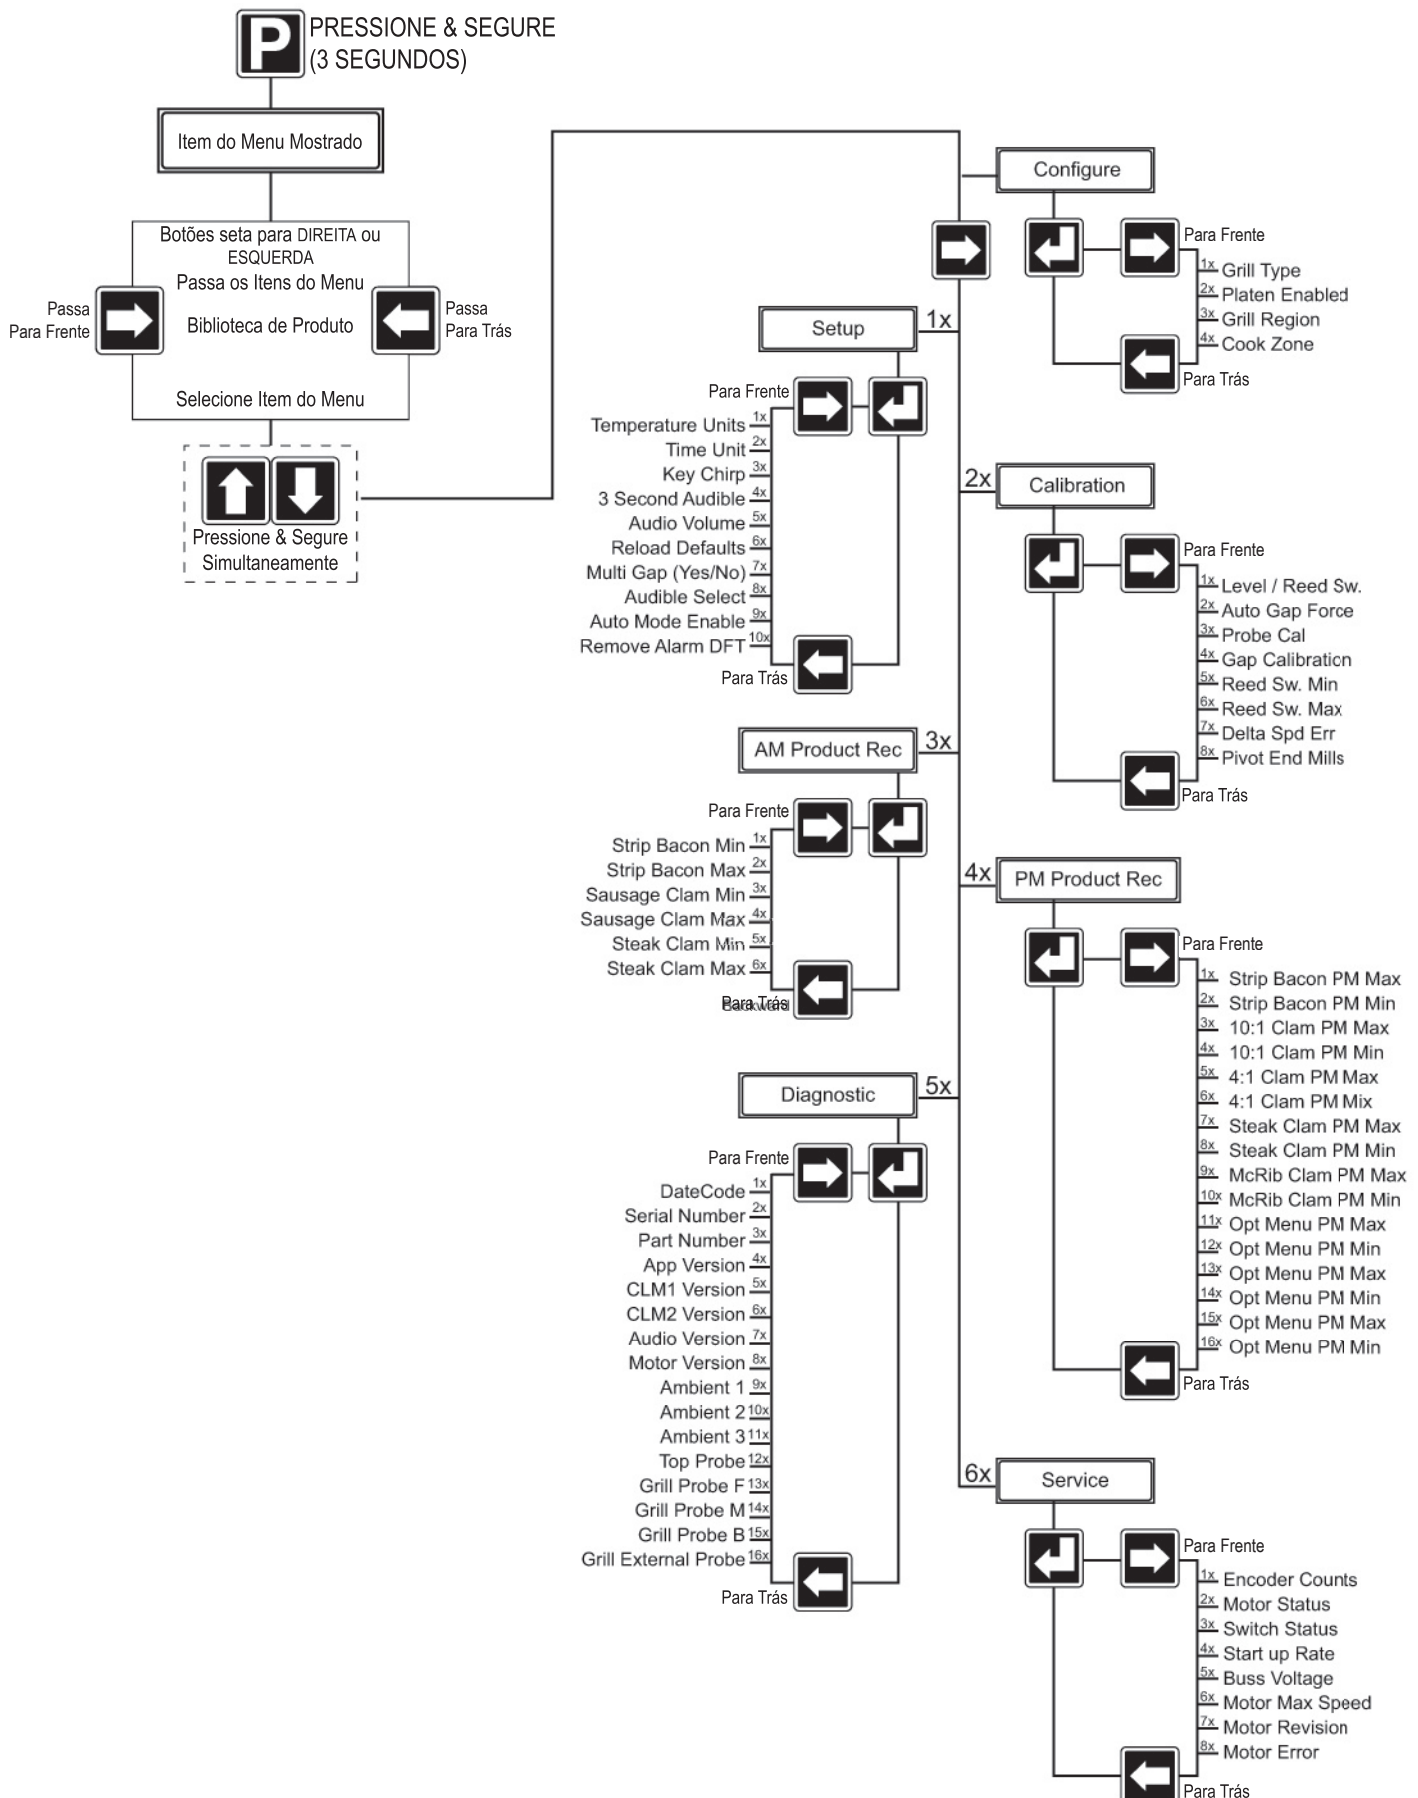 P
PRESSIONE & SEGURE
(3 SEGUNDOS)
Item do Menu Mostrado
Botões seta para DIREITA ou
ESQUERDA
Passa os Itens do Menu
Biblioteca de Produto
Selecione Item do Menu
Passa
Para Frente
Passa
Para Trás
Pressione & Segure
Simultaneamente
Configure
Para Frente
1x Grill Type
2x Platen Enabled
3x Grill Region
4x Cook Zone
Para Trás
1x
Setup
Para Frente
Temperature Units 1x
Time Unit 2x
Key Chirp 3x
3 Second Audible 4x
Audio Volume 5x
Reload Defaults 6x
Multi Gap (Yes/No) 7x
Audible Select 8x
Auto Mode Enable 9x
Remove Alarm DFT 10x
Para Trás
2x
Calibration
Para Frente
1x Level / Reed Sw.
2x Auto Gap Force
3x Probe Cal
4x Gap Calibration
5x Reed Sw. Min
6x Reed Sw. Max
7x Delta Spd Err
8x Pivot End Mills
Para Trás
AM Product Rec
3x
Para Frente
Strip Bacon Min 1x
Strip Bacon Max 2x
Sausage Clam Min 3x
Sausage Clam Max 4x
Steak Clam Min 5x
Steak Clam Max 6x
Para Trás
Backward
4x
PM Product Rec
Para Frente
1x Strip Bacon PM Max
2x Strip Bacon PM Min
3x 10:1 Clam PM Max
4x 10:1 Clam PM Min
5x 4:1 Clam PM Max
6x 4:1 Clam PM Mix
7x Steak Clam PM Max
8x Steak Clam PM Min
9x McRib Clam PM Max
10x McRib Clam PM Min
11x Opt Menu PM Max
12x Opt Menu PM Min
13x Opt Menu PM Max
14x Opt Menu PM Min
15x Opt Menu PM Max
16x Opt Menu PM Min
Para Trás
Diagnostic
5x
Para Frente
DateCode 1x
Serial Number 2x
Part Number 3x
App Version 4x
CLM1 Version 5x
CLM2 Version 6x
Audio Version 7x
Motor Version 8x
Ambient 1 9x
Ambient 2 10x
Ambient 3 11x
Top Probe 12x
Grill Probe F 13x
Grill Probe M 14x
Grill Probe B 15x
Grill External Probe 16x
Para Trás
6x
Service
Para Frente
1x Encoder Counts
2x Motor Status
3x Switch Status
4x Start up Rate
5x Buss Voltage
6x Motor Max Speed
7x Motor Revision
8x Motor Error
Para Trás